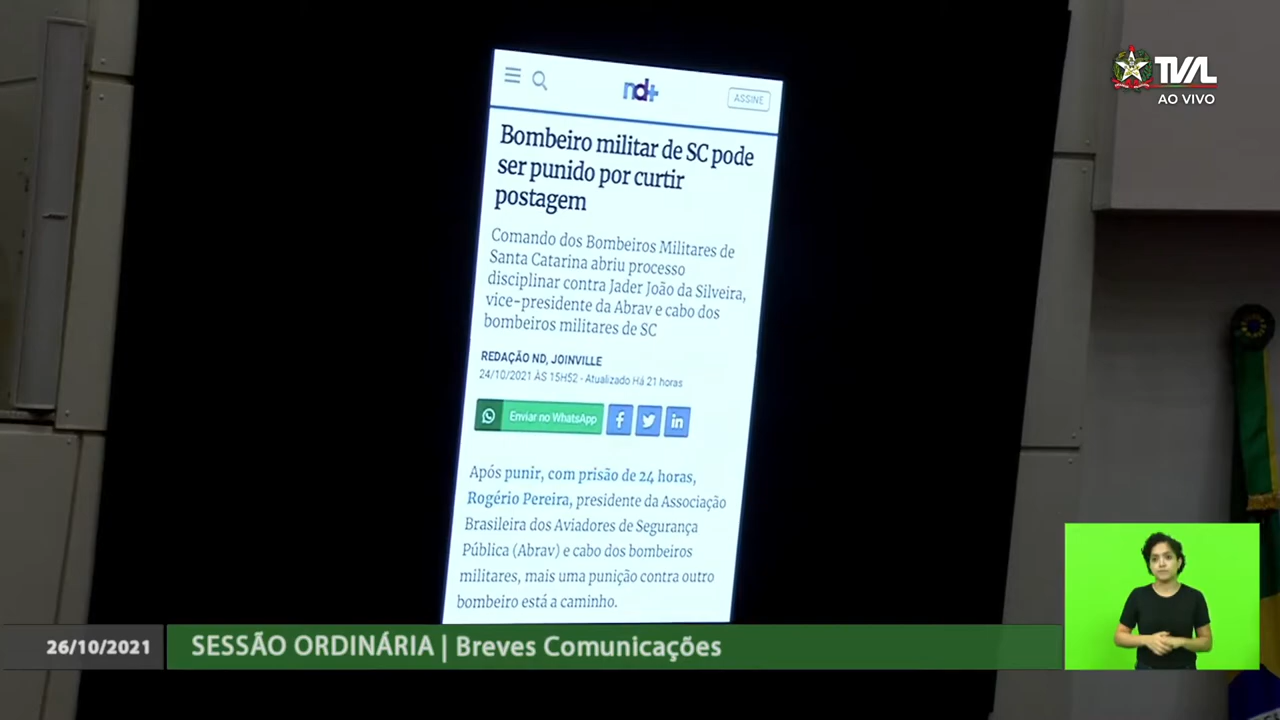 TVAL
AO VIVO
nd+
ASSINE
Bombeiro militar de SC pode
ser punido por curtir
postagem
Comando dos Bombeiros Militares de
Santa Catarina abriu processo
disciplinar contra Jader João da Silveira,
vice-presidente da Abrav e cabo dos
bombeiros militares de SC
REDAÇÃO ND, JOINVILLE
24/10/2021 ÀS 15H52 - Atualizado Há 21 horas
Enviar no WhatsApp
Após punir, com prisão de 24 horas,
Rogério Pereira, presidente da Associação
Brasileira dos Aviadores de Segurança
Pública (Abrav) e cabo dos bombeiros
militares, mais uma punição contra outro
bombeiro está a caminho.
26/10/2021
SESSÃO ORDINÁRIA | Breves Comunicações